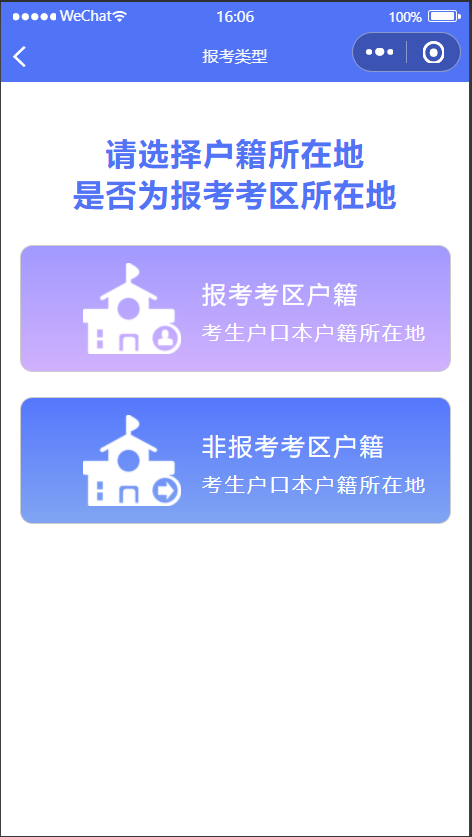 WeChat 16:06 100%
报考类型
请选择户籍所在地
是否为报考考区所在地
报考考区户籍
考生户口本户籍所在地
非报考考区户籍
考生户口本户籍所在地